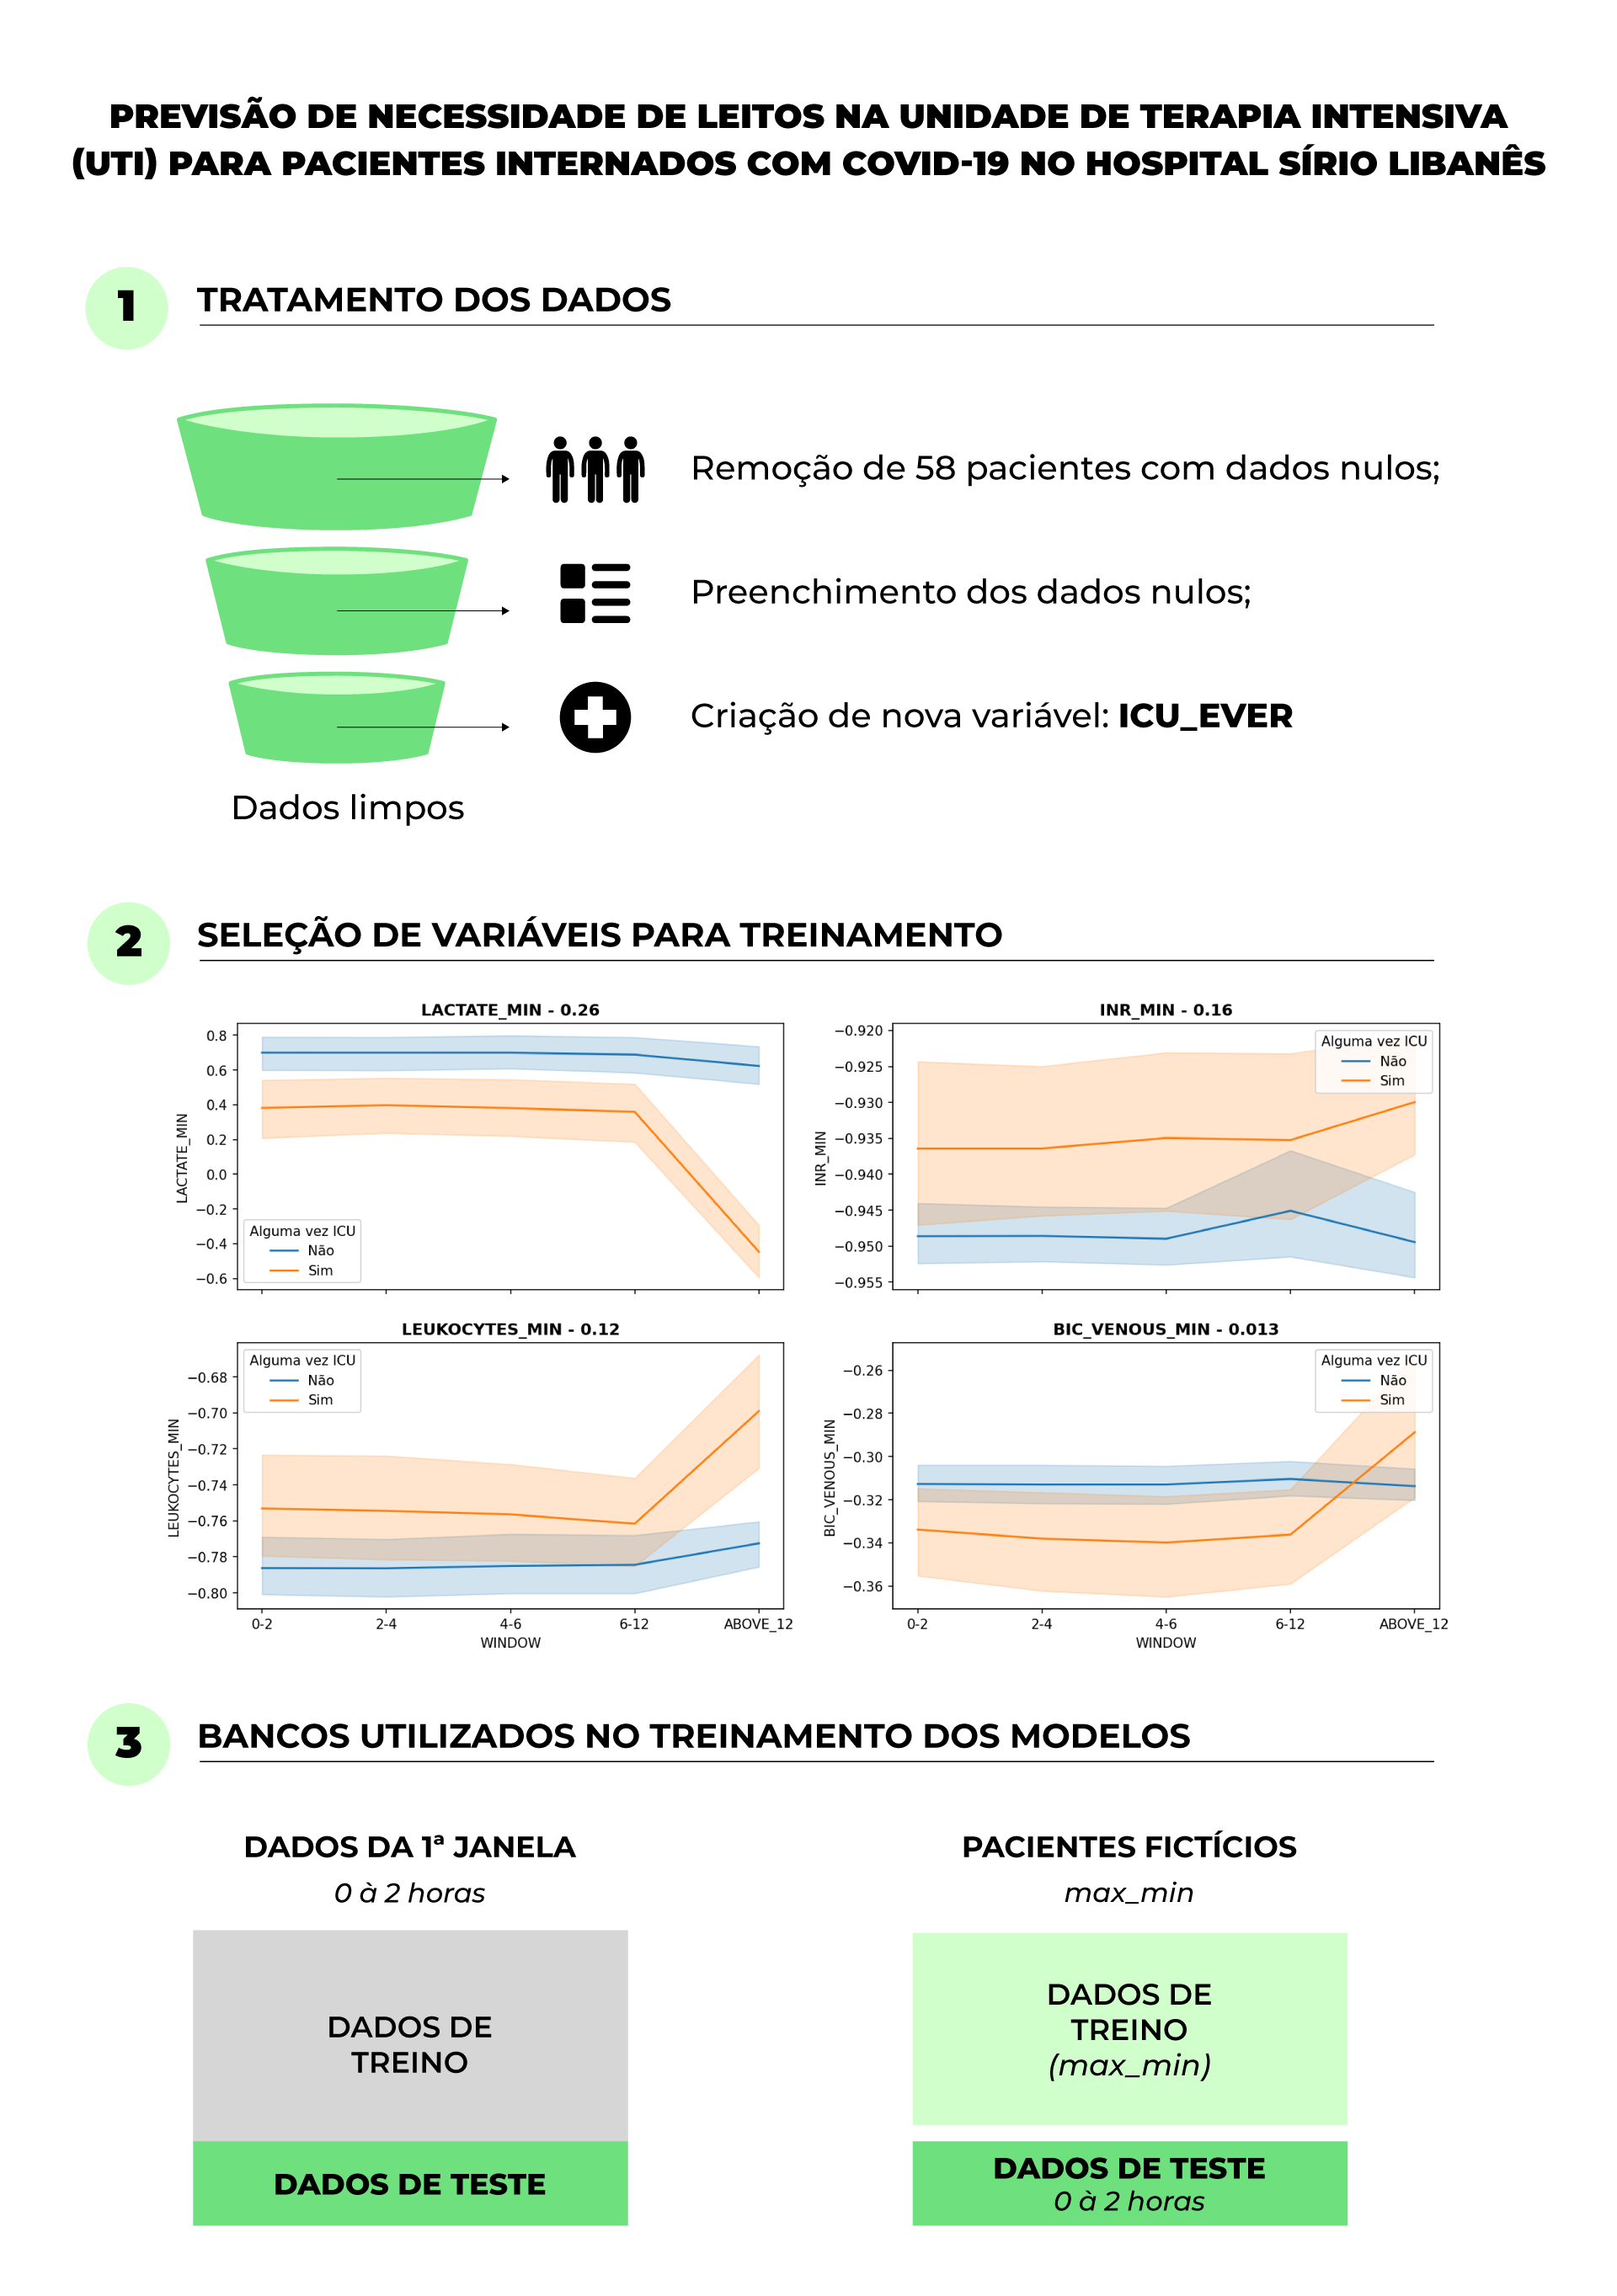 PREVISÃO DE NECESSIDADE DE LEITOS NA UNIDADE DE TERAPIA INTENSIVA
(UTI) PARA PACIENTES INTERNADOS COM COVID-19 NO HOSPITAL SÍRIO LIBANÊS
1
TRATAMENTO DOS DADOS
Remoção de 58 pacientes com dados nulos;
Preenchimento dos dados nulos;
Criação de nova variável: ICU_EVER
Dados limpos
2
SELEÇÃO DE VARIÁVEIS PARA TREINAMENTO
LACTATE_MIN - 0.26
LACTATE_MIN
0.8
0.6
0.4
0.2
0.0
−0.2
−0.4
−0.6
Alguma vez ICU
Não
Sim
INR_MIN - 0.16
INR_MIN
−0.920
−0.925
−0.930
−0.935
−0.940
−0.945
−0.950
−0.955
Alguma vez ICU
Não
Sim
LEUKOCYTES_MIN - 0.12
LEUKOCYTES_MIN
−0.68
−0.70
−0.72
−0.74
−0.76
−0.78
−0.80
Alguma vez ICU
Não
Sim
0-2 2-4 4-6 6-12 ABOVE_12
WINDOW
BIC_VENOUS_MIN - 0.013
BIC_VENOUS_MIN
−0.26
−0.28
−0.30
−0.32
−0.34
−0.36
Alguma vez ICU
Não
Sim
0-2 2-4 4-6 6-12 ABOVE_12
WINDOW
3
BANCOS UTILIZADOS NO TREINAMENTO DOS MODELOS
DADOS DA 1ª JANELA
0 à 2 horas
DADOS DE
TREINO
DADOS DE TESTE
PACIENTES FICTÍCIOS
max_min
DADOS DE
TREINO
(max_min)
DADOS DE TESTE
0 à 2 horas